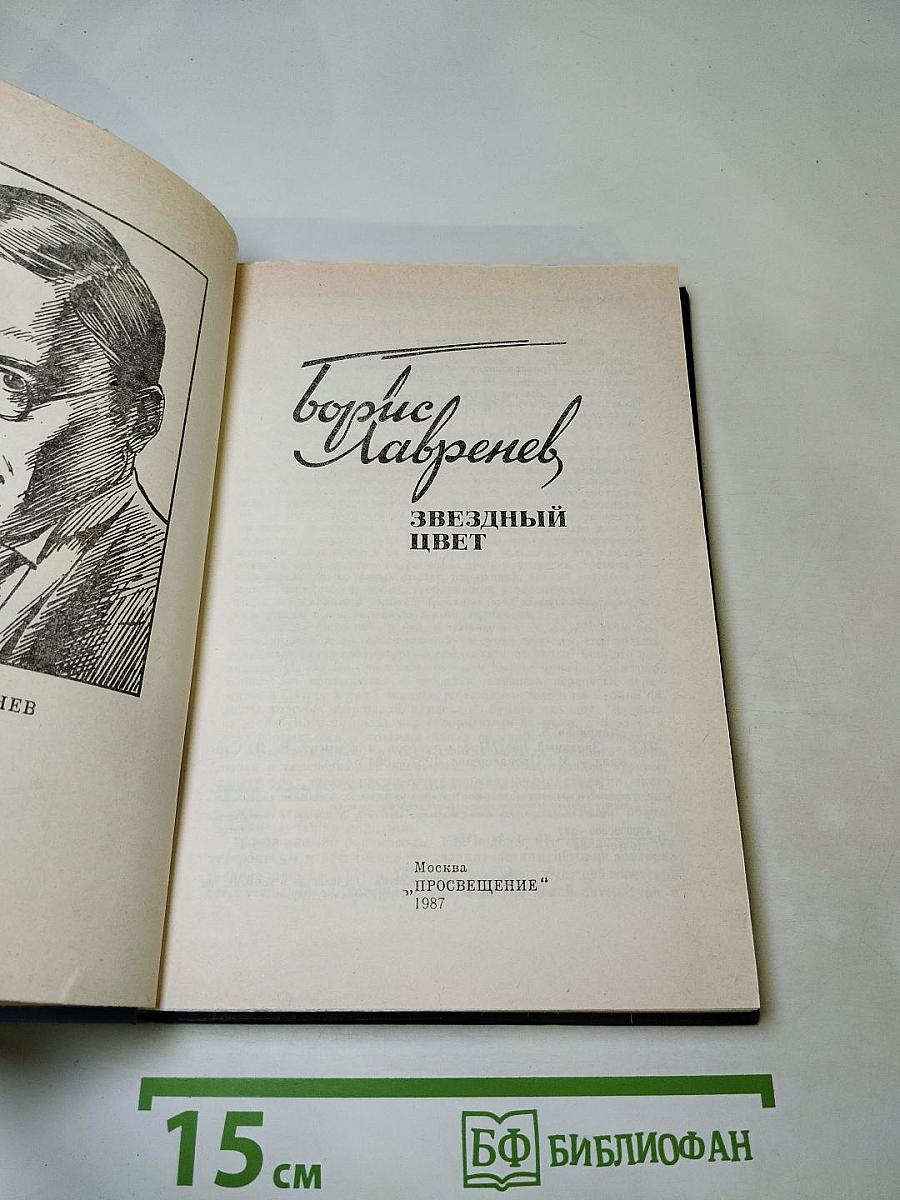 НЕВ
Борис
Лавренев
ЗВЕЗДНЫЙ
ЦВЕТ
Москва
„ПРОСВЕЩЕНИЕ“
1987
15 см
БФ БИБЛИОФАН